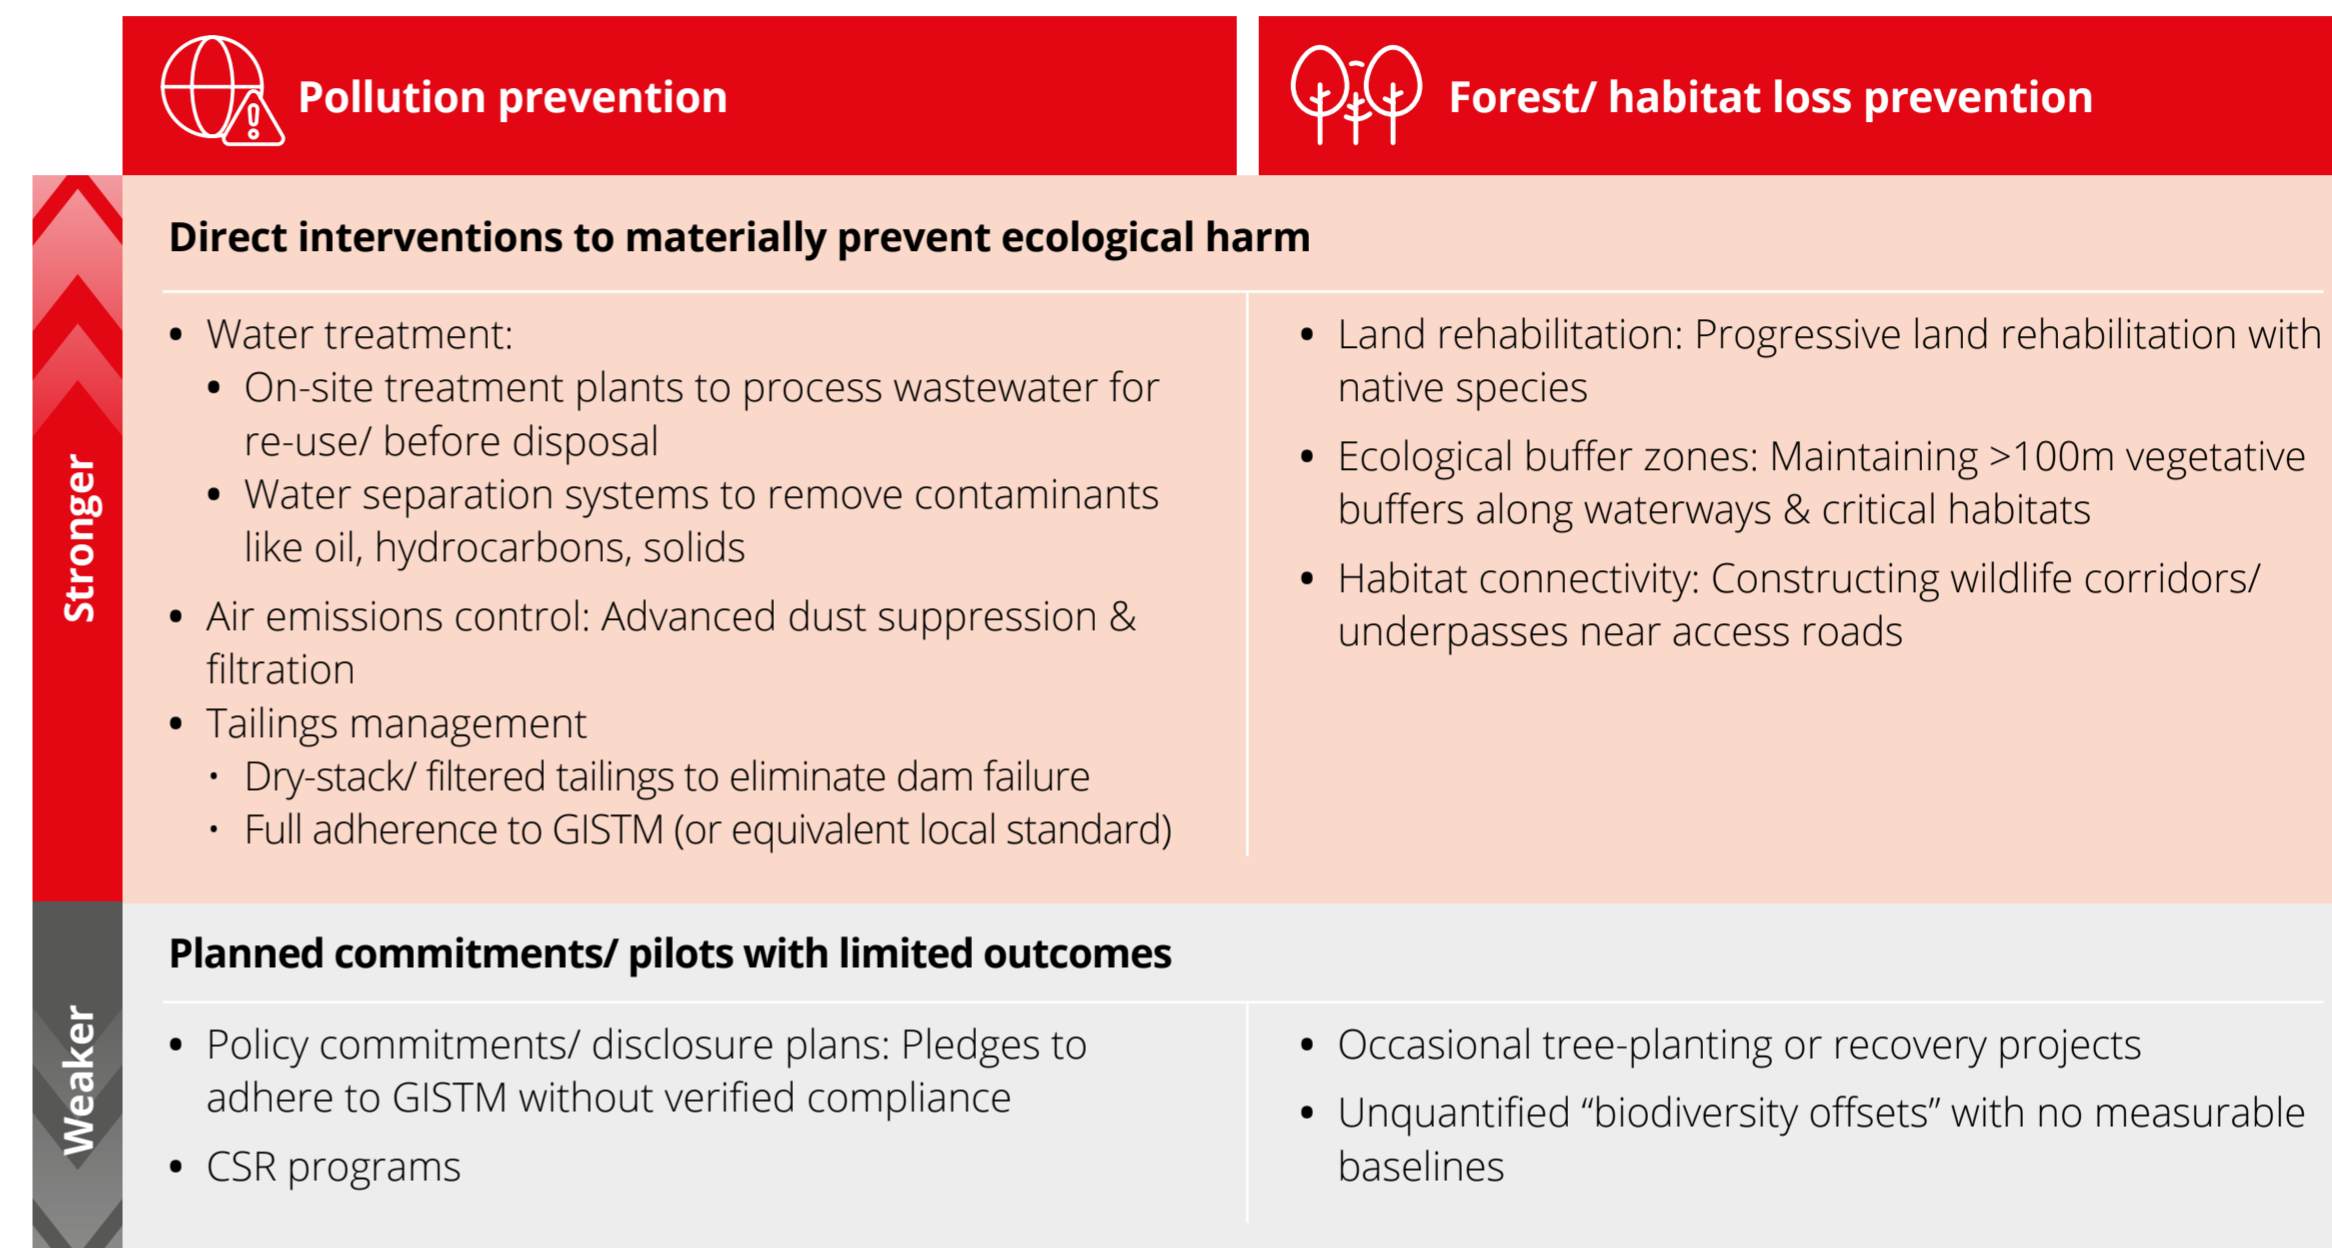 Pollution prevention
Forest/ habitat loss prevention
Stronger
Direct interventions to materially prevent ecological harm
• Water treatment:
• On-site treatment plants to process wastewater for
re-use/ before disposal
• Water separation systems to remove contaminants
like oil, hydrocarbons, solids
• Air emissions control: Advanced dust suppression &
filtration
• Tailings management
• Dry-stack/ filtered tailings to eliminate dam failure
• Full adherence to GISTM (or equivalent local standard)
• Land rehabilitation: Progressive land rehabilitation with
native species
• Ecological buffer zones: Maintaining >100m vegetative
buffers along waterways & critical habitats
• Habitat connectivity: Constructing wildlife corridors/
underpasses near access roads
Weaker
Planned commitments/ pilots with limited outcomes
• Policy commitments/ disclosure plans: Pledges to
adhere to GISTM without verified compliance
• CSR programs
• Occasional tree-planting or recovery projects
• Unquantified “biodiversity offsets” with no measurable
baselines